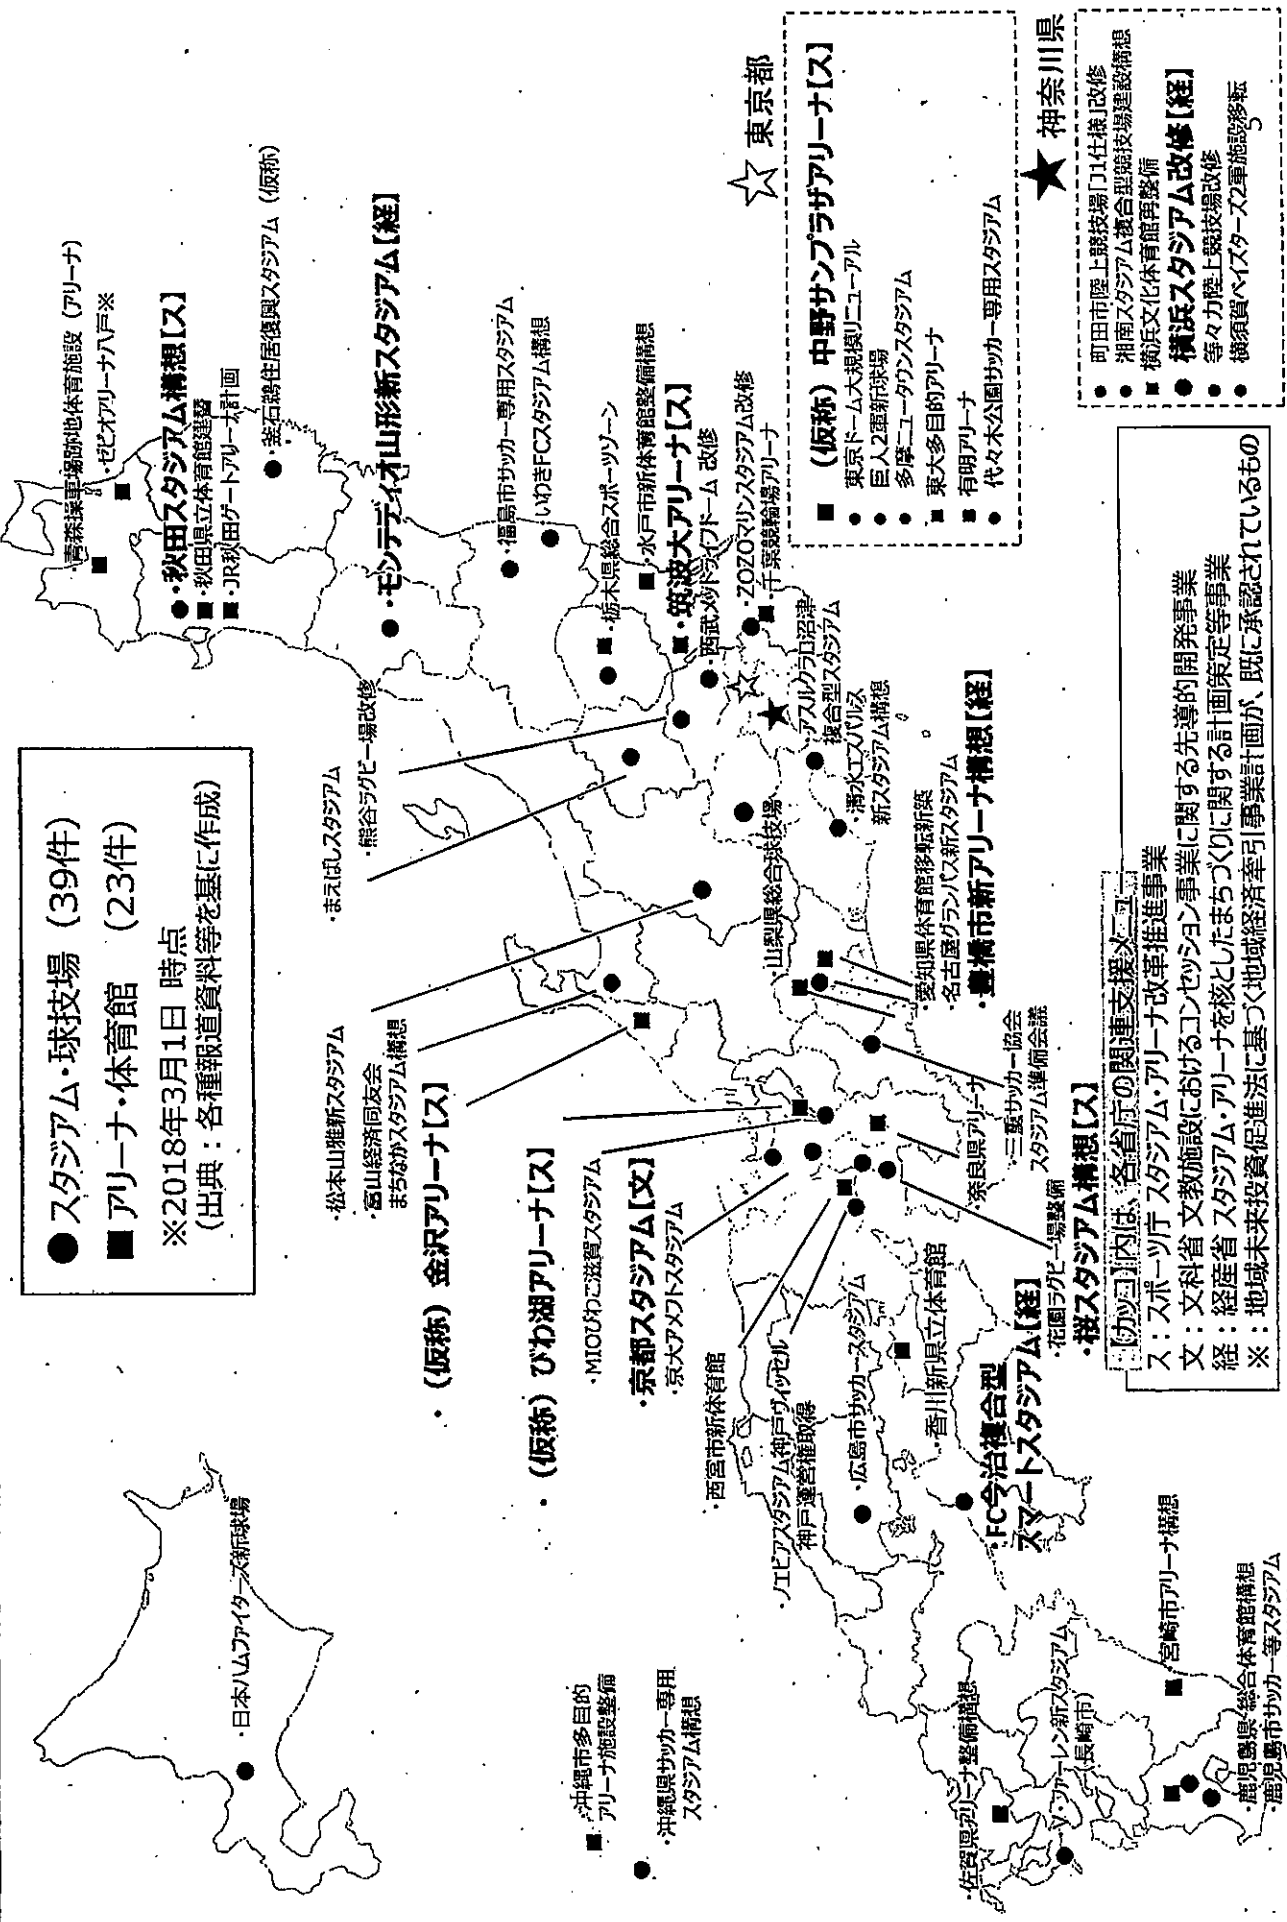 ● スタジアム・球技場 (39件)
■ アリーナ・体育館 (23件)
※2018年3月1日 時点
(出典：各種報道資料等を基に作成)
・日本ハムファイターズ新球場
青森操車場跡地体育施設 (アリーナ)
・ゼビオアリーナ八戸※
●・秋田スタジアム構想【ス】
■・秋田県立体育館建替
■・JR秋田ゲートアリーナ計画
●・釜石鵜住居復興スタジアム (仮称)
●・モンテディオ山形新スタジアム【経】
●・福島市サッカー専用スタジアム
・いわきFCスタジアム構想
・栃木県総合スポーツゾーン
■・水戸市新体育館整備構想
■・筑波大アリーナ【ス】
・西武メットライフドーム 改修
・ZOZOマリンスタジアム改修
■・千葉競輪場アリーナ
・まえばしスタジアム
・熊谷ラグビー場改修
・松本山雅新スタジアム
・富山経済同友会
まちなかスタジアム構想
・(仮称) 金沢アリーナ【ス】
・(仮称) びわ湖アリーナ【ス】
・MIOびわこ滋賀スタジアム
・京都スタジアム【文】
・京大アメフトスタジアム
・西宮市新体育館
・ノエビアスタジアム神戸ヴィッセル
神戸運営権取得
・広島市サッカースタジアム
・香川新県立体育館
・FC今治複合型
スマートスタジアム【経】
・花園ラグビー場整備
・桜スタジアム構想【ス】
・奈良県アリーナ
・三重サッカー協会
スタジアム準備会議
・愛知県体育館移転新築
・名古屋グランパス新スタジアム
・豊橋市新アリーナ構想【経】
・山梨県総合球技場
・清水エスパルス
新スタジアム構想
アスルクラロ沼津
複合型スタジアム
・沖縄市多目的
アリーナ施設整備
・沖縄県サッカー専用
スタジアム構想
・佐賀県アリーナ整備構想
・V・ファーレン新スタジアム
(長崎市)
・宮崎市アリーナ構想
・鹿児島県・総合体育館構想
・鹿児島市サッカー等スタジアム
☆ 東京都
■ (仮称) 中野サンプラザアリーナ【ス】
● 東京ドーム大規模リニューアル
● 巨人2軍新球場
● 多摩ニュータウンスタジアム
■ 東大多目的アリーナ
■ 有明アリーナ
● 代々木公園サッカー専用スタジアム
★ 神奈川県
● 町田市陸上競技場「J1仕様」改修
● 湘南スタジアム複合型競技場建設構想
■ 横浜文化体育館再整備
● 横浜スタジアム改修【経】
● 等々力陸上競技場改修
● 横須賀ベイスターズ2軍施設移転
5
【カッコ】内は、各省庁の関連支援メニュー
ス：スポーツ庁 スタジアム・アリーナ改革推進事業
文：文科省 文教施設におけるコンセッション事業に関する先導的開発事業
経：経産省 スタジアム・アリーナを核としたまちづくりに関する計画策定等事業
※：地域未来投資促進法に基づく地域経済牽引事業計画が、既に承認されているもの